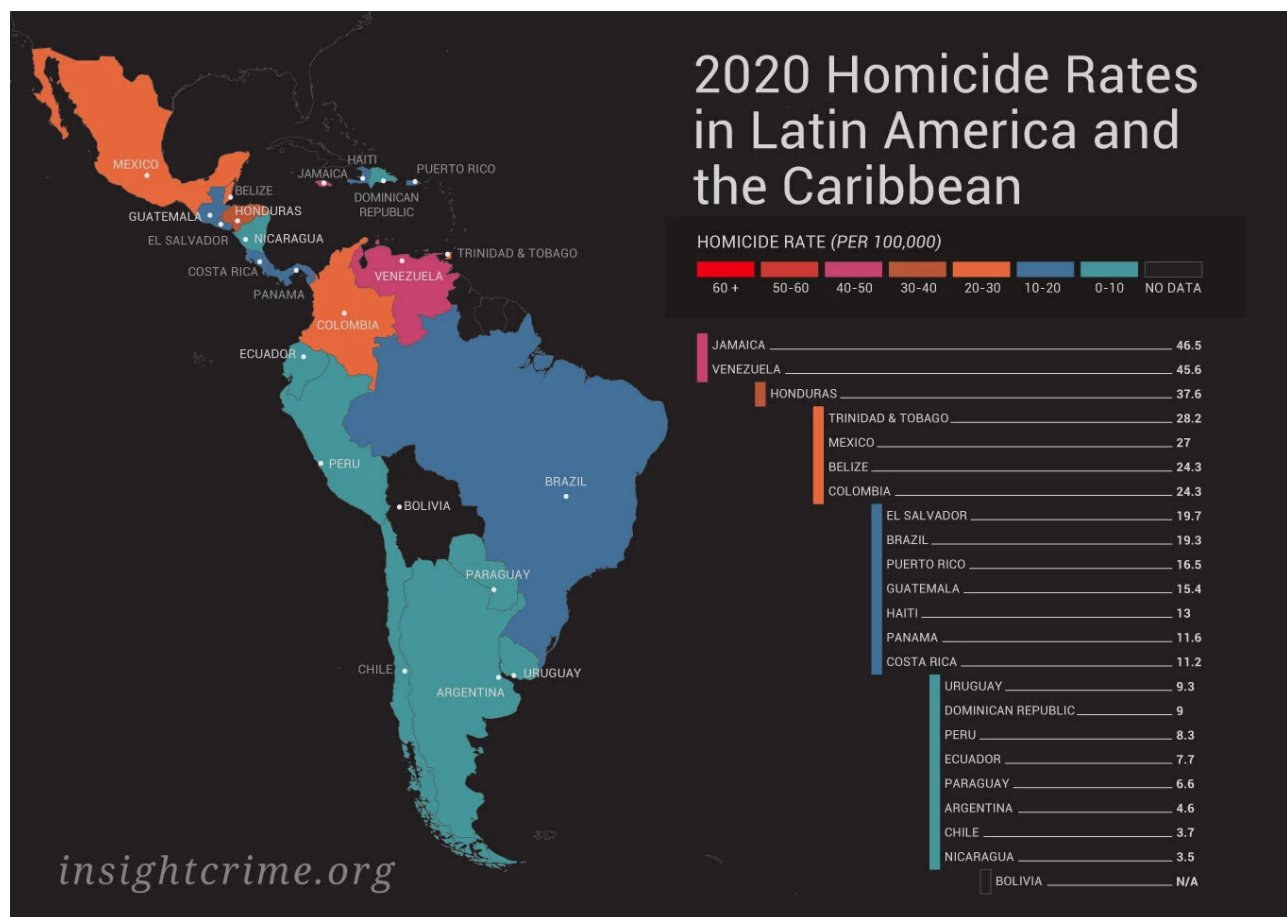 2020 Homicide Rates
in Latin America and
the Caribbean
HOMICIDE RATE (PER 100,000)
60 + 50-60 40-50 30-40 20-30 10-20 0-10 NO DATA
JAMAICA 46.5
VENEZUELA 45.6
HONDURAS 37.6
TRINIDAD & TOBAGO 28.2
MEXICO 27
BELIZE 24.3
COLOMBIA 24.3
EL SALVADOR 19.7
BRAZIL 19.3
PUERTO RICO 16.5
GUATEMALA 15.4
HAITI 13
PANAMA 11.6
COSTA RICA 11.2
URUGUAY 9.3
DOMINICAN REPUBLIC 9
PERU 8.3
ECUADOR 7.7
PARAGUAY 6.6
ARGENTINA 4.6
CHILE 3.7
NICARAGUA 3.5
BOLIVIA N/A
MEXICO
HAITI
JAMAICA
PUERTO RICO
DOMINICAN
REPUBLIC
BELIZE
GUATEMALA
HONDURAS
EL SALVADOR
NICARAGUA
COSTA RICA
PANAMA
TRINIDAD & TOBAGO
VENEZUELA
COLOMBIA
ECUADOR
PERU
BRAZIL
BOLIVIA
PARAGUAY
CHILE
URUGUAY
ARGENTINA
insightcrime.org